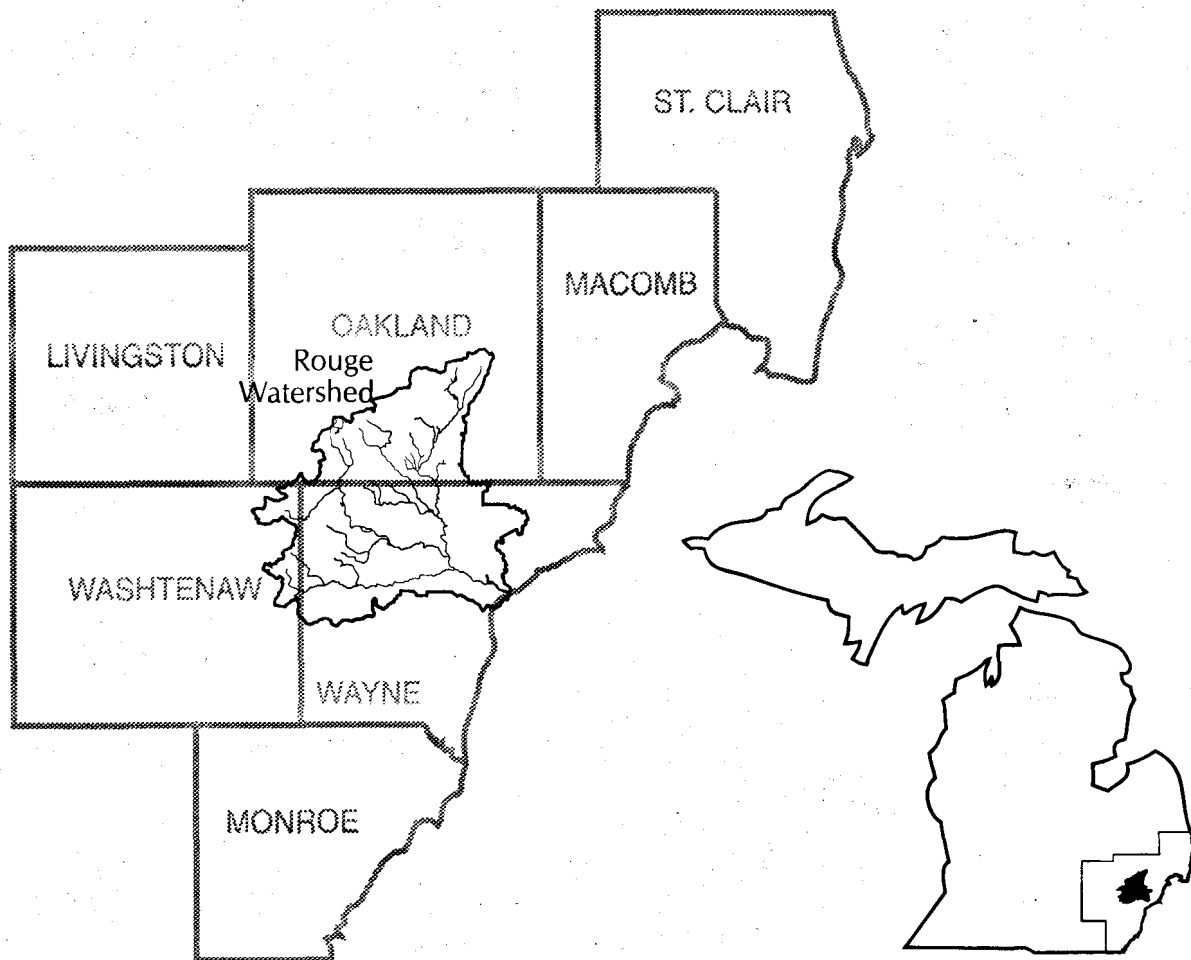 ST. CLAIR
MACOMB
OAKLAND
LIVINGSTON
Rouge
Watershed
WASHTENAW
WAYNE
MONROE